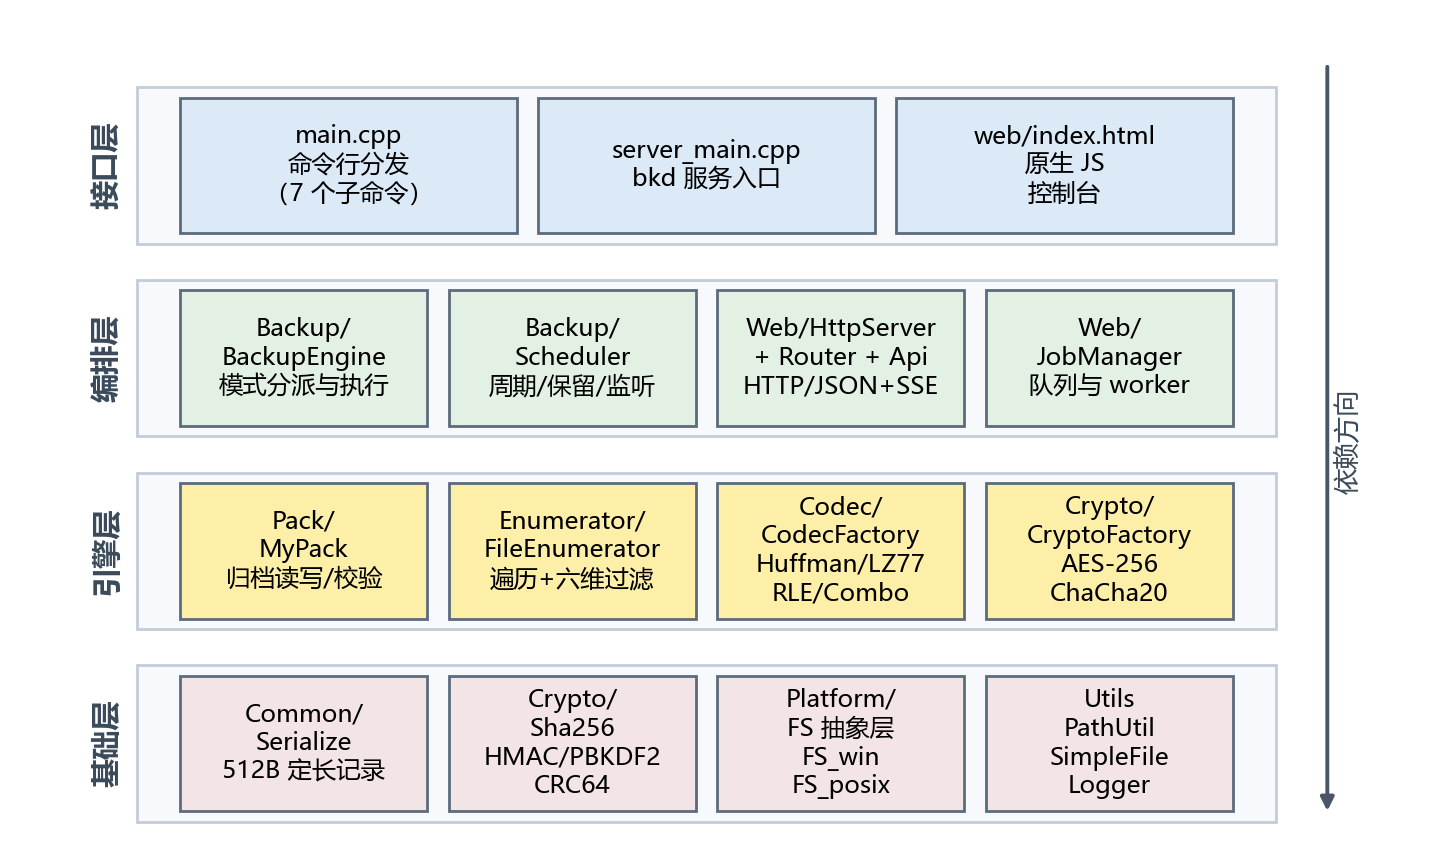 接口层
main.cpp
命令行分发
（7 个子命令）
server_main.cpp
bkd 服务入口
web/index.html
原生 JS
控制台
编排层
Backup/
BackupEngine
模式分派与执行
Backup/
Scheduler
周期/保留/监听
Web/HttpServer
+ Router + Api
HTTP/JSON+SSE
Web/
JobManager
队列与 worker
依赖方向
引擎层
Pack/
MyPack
归档读写/校验
Enumerator/
FileEnumerator
遍历+六维过滤
Codec/
CodecFactory
Huffman/LZ77
RLE/Combo
Crypto/
CryptoFactory
AES-256
ChaCha20
基础层
Common/
Serialize
512B 定长记录
Crypto/
Sha256
HMAC/PBKDF2
CRC64
Platform/
FS 抽象层
FS_win
FS_posix
Utils
PathUtil
SimpleFile
Logger